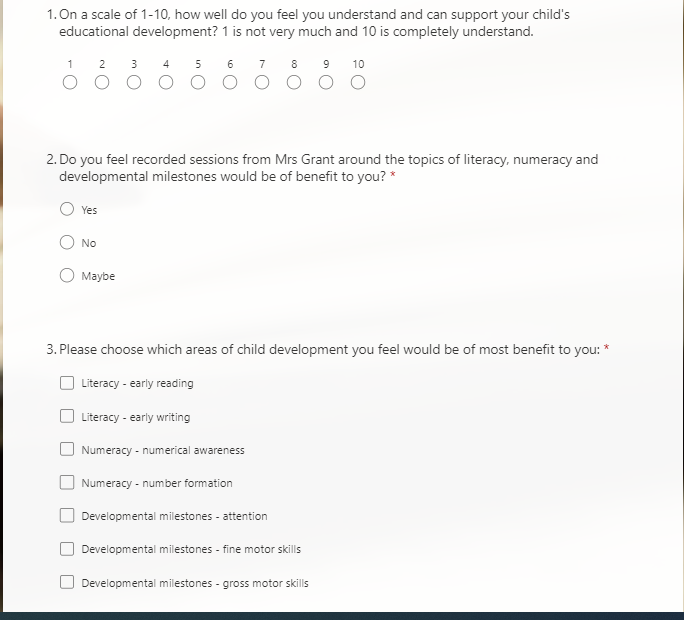 1. On a scale of 1-10, how well do you feel you understand and can support your child's
educational development? 1 is not very much and 10 is completely understand.
1 2 3 4 5 6 7 8 9 10
2. Do you feel recorded sessions from Mrs Grant around the topics of literacy, numeracy and
developmental milestones would be of benefit to you? *
Yes
No
Maybe
3. Please choose which areas of child development you feel would be of most benefit to you: *
Literacy - early reading
Literacy - early writing
Numeracy - numerical awareness
Numeracy - number formation
Developmental milestones - attention
Developmental milestones - fine motor skills
Developmental milestones - gross motor skills